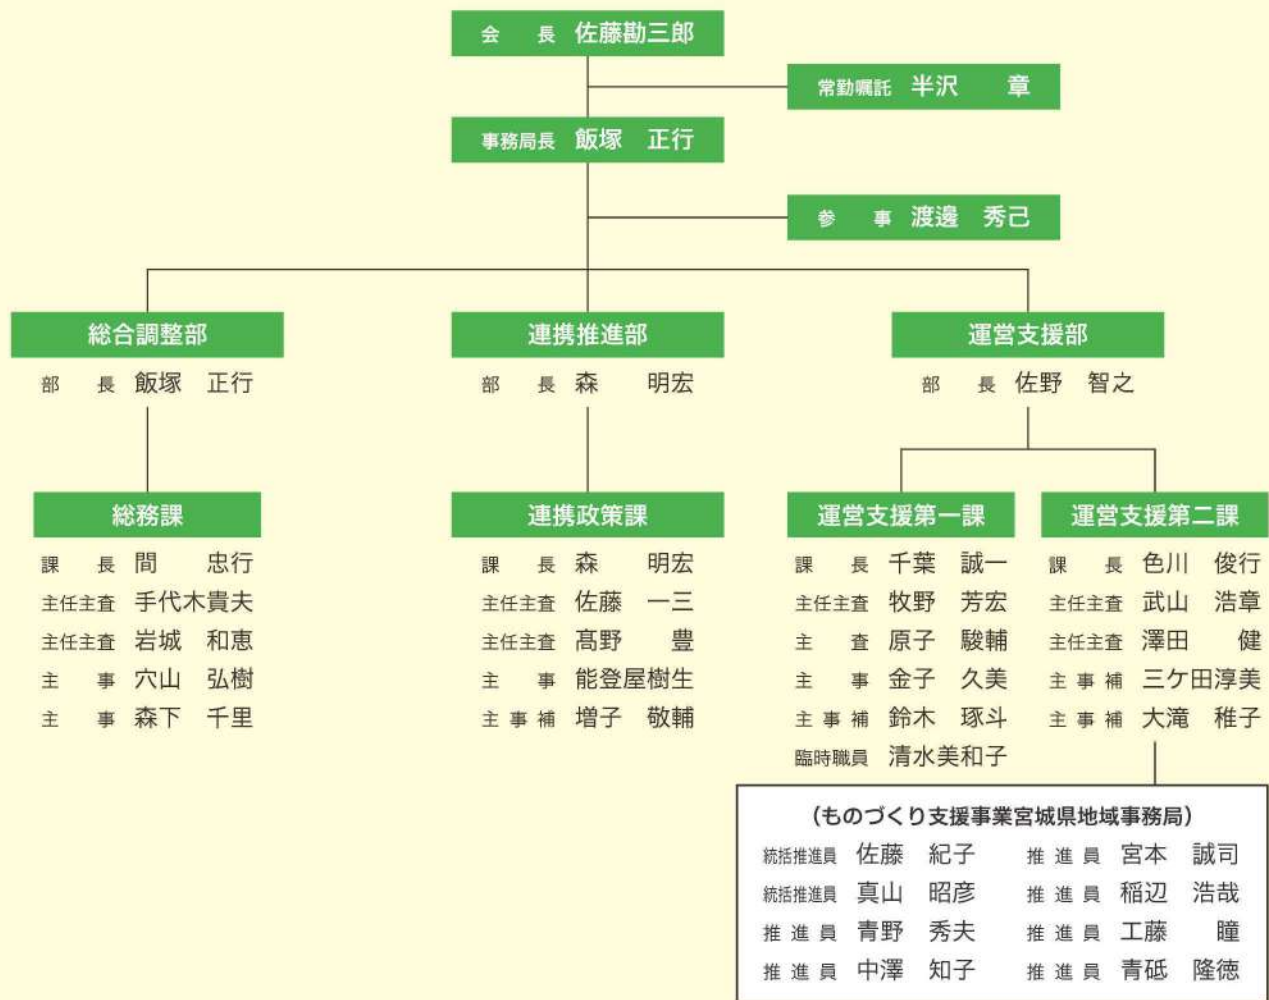 会　長 佐藤勘三郎
常勤嘱託 半沢　章
事務局長 飯塚　正行
参　事 渡邊　秀己
総合調整部
部　長 飯塚　正行
総務課
課　長 間　忠行
主任主査 手代木貴夫
主任主査 岩城　和恵
主　事 穴山　弘樹
主　事 森下　千里
連携推進部
部　長 森　明宏
連携政策課
課　長 森　明宏
主任主査 佐藤　一三
主任主査 髙野　豊
主　事 能登屋樹生
主 事 補 増子　敬輔
運営支援部
部　長 佐野　智之
運営支援第一課
課　長 千葉　誠一
主任主査 牧野　芳宏
主　査 原子　駿輔
主　事 金子　久美
主 事 補 鈴木　琢斗
臨時職員 清水美和子
運営支援第二課
課　長 色川　俊行
主任主査 武山　浩章
主任主査 澤田　健
主 事 補 三ケ田淳美
主 事 補 大滝　稚子
（ものづくり支援事業宮城県地域事務局）
統括推進員 佐藤　紀子　推 進 員 宮本　誠司
統括推進員 真山　昭彦　推 進 員 稲辺　浩哉
推 進 員 青野　秀夫　推 進 員 工藤　瞳
推 進 員 中澤　知子　推 進 員 青砥　隆徳